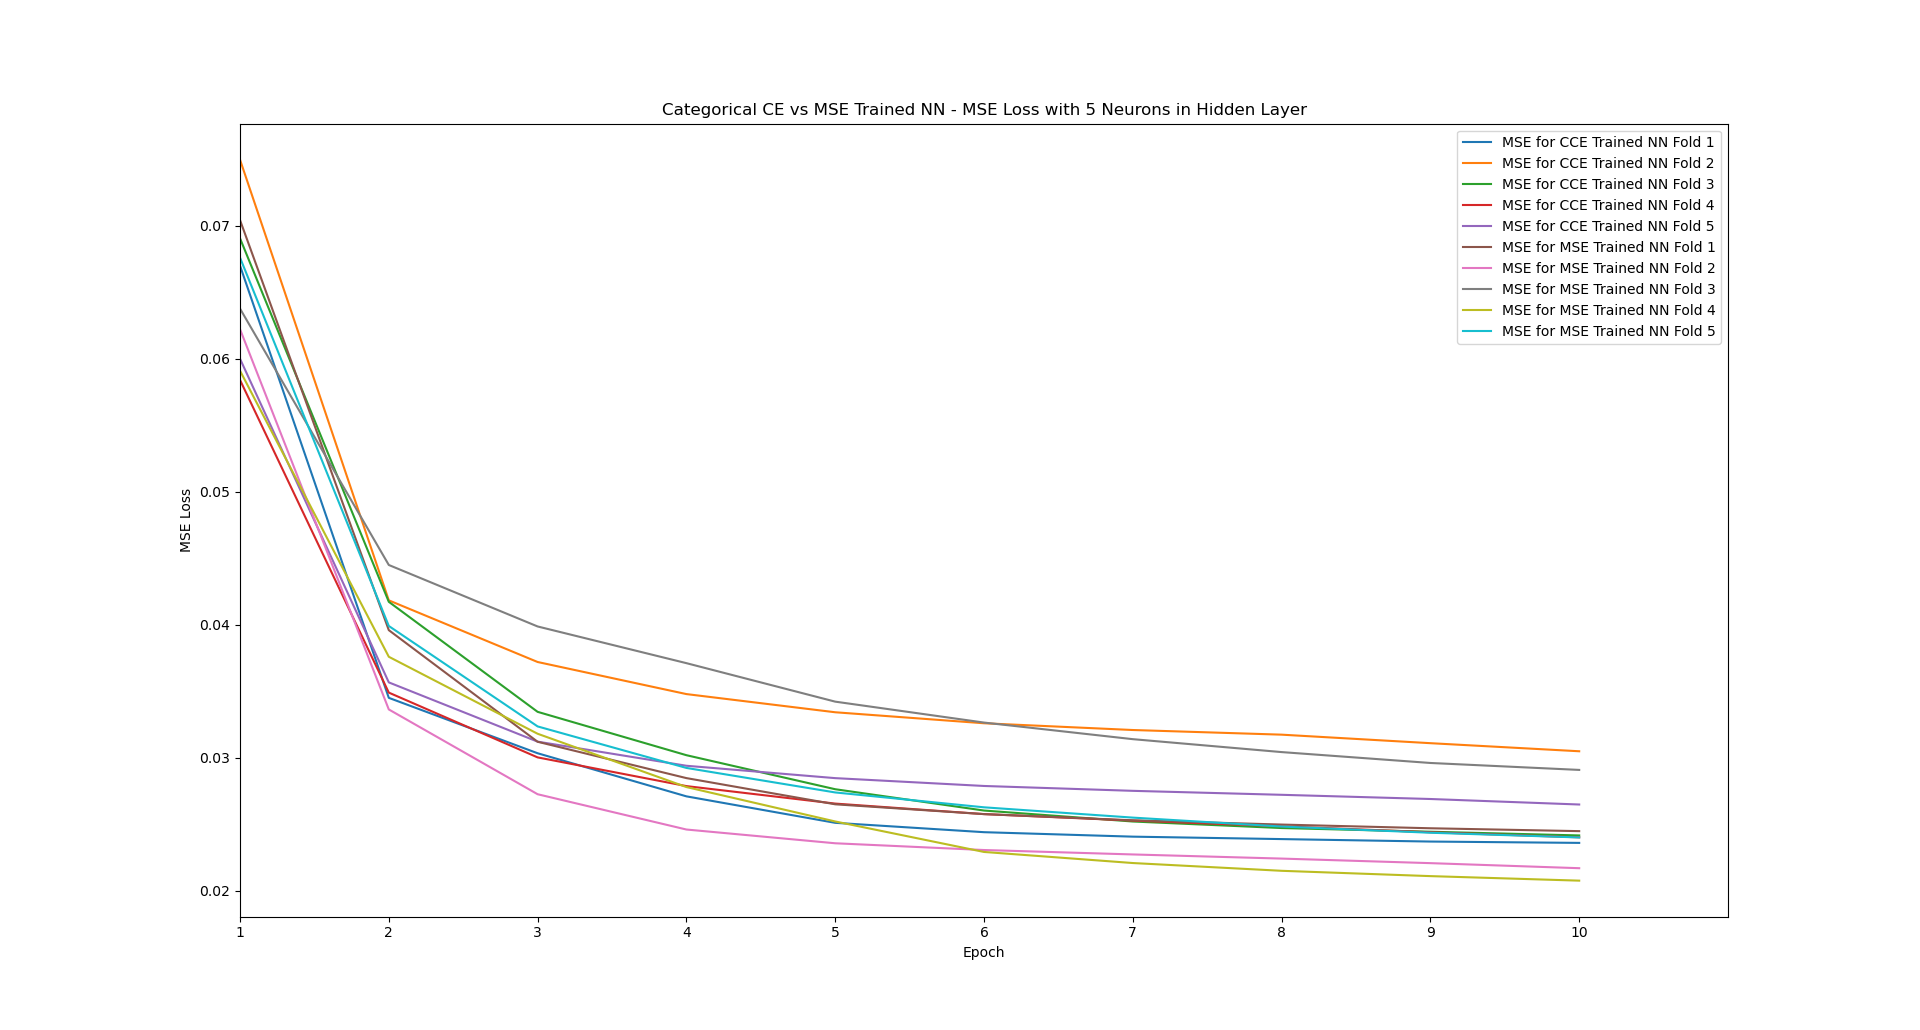 Categorical CE vs MSE Trained NN - MSE Loss with 5 Neurons in Hidden Layer
MSE for CCE Trained NN Fold 1
MSE for CCE Trained NN Fold 2
MSE for CCE Trained NN Fold 3
MSE for CCE Trained NN Fold 4
MSE for CCE Trained NN Fold 5
MSE for MSE Trained NN Fold 1
MSE for MSE Trained NN Fold 2
MSE for MSE Trained NN Fold 3
MSE for MSE Trained NN Fold 4
MSE for MSE Trained NN Fold 5
0.07
0.06
0.05
0.04
0.03
0.02
MSE Loss
1 2 3 4 5 6 7 8 9 10
Epoch